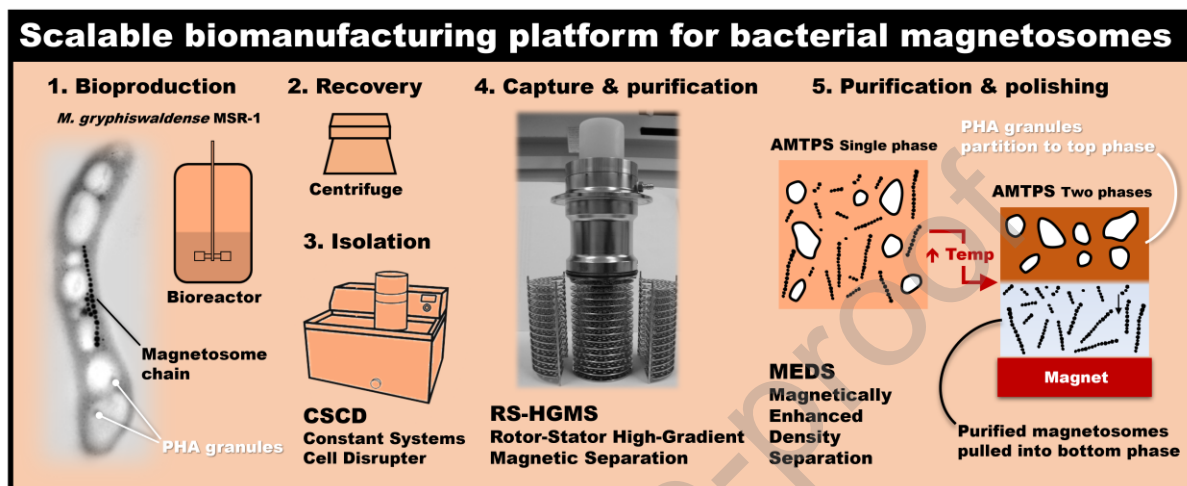 Scalable biomanufacturing platform for bacterial magnetosomes
1. Bioproduction
M. gryphiswaldense MSR-1
Bioreactor
Magnetosome
chain
PHA granules
2. Recovery
Centrifuge
3. Isolation
CSCD
Constant Systems
Cell Disrupter
4. Capture & purification
RS-HGMS
Rotor-Stator High-Gradient
Magnetic Separation
5. Purification & polishing
AMTPS Single phase
PHA granules
partition to top phase
AMTPS Two phases
↑ Temp
Magnet
MEDS
Magnetically
Enhanced
Density
Separation
Purified magnetosomes
pulled into bottom phase